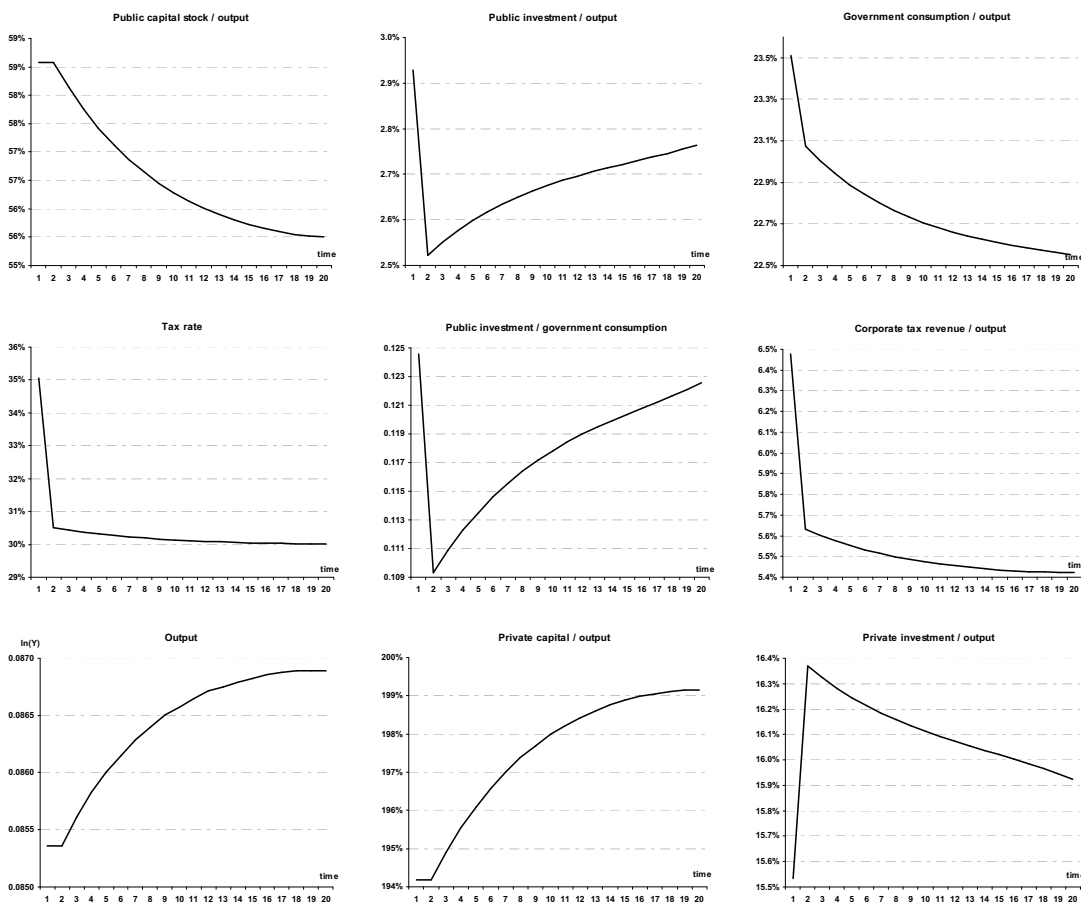 Public capital stock / output
59%
59%
58%
58%
57%
57%
56%
56%
55%
time
1 2 3 4 5 6 7 8 9 10 11 12 13 14 15 16 17 18 19 20
Public investment / output
3.0%
2.9%
2.8%
2.7%
2.6%
2.5%
time
1 2 3 4 5 6 7 8 9 10 11 12 13 14 15 16 17 18 19 20
Government consumption / output
23.5%
23.3%
23.1%
22.9%
22.7%
22.5%
time
1 2 3 4 5 6 7 8 9 10 11 12 13 14 15 16 17 18 19 20
Tax rate
36%
35%
34%
33%
32%
31%
30%
29%
time
1 2 3 4 5 6 7 8 9 10 11 12 13 14 15 16 17 18 19 20
Public investment / government consumption
0.125
0.123
0.121
0.119
0.117
0.115
0.113
0.111
0.109
time
1 2 3 4 5 6 7 8 9 10 11 12 13 14 15 16 17 18 19 20
Corporate tax revenue / output
6.5%
6.4%
6.3%
6.2%
6.1%
6.0%
5.9%
5.8%
5.7%
5.6%
5.5%
5.4%
time
1 2 3 4 5 6 7 8 9 10 11 12 13 14 15 16 17 18 19 20
Output
ln(Y)
0.0870
0.0865
0.0860
0.0855
0.0850
time
1 2 3 4 5 6 7 8 9 10 11 12 13 14 15 16 17 18 19 20
Private capital / output
200%
199%
198%
197%
196%
195%
194%
time
1 2 3 4 5 6 7 8 9 10 11 12 13 14 15 16 17 18 19 20
Private investment / output
16.4%
16.3%
16.2%
16.1%
16.0%
15.9%
15.8%
15.7%
15.6%
15.5%
time
1 2 3 4 5 6 7 8 9 10 11 12 13 14 15 16 17 18 19 20